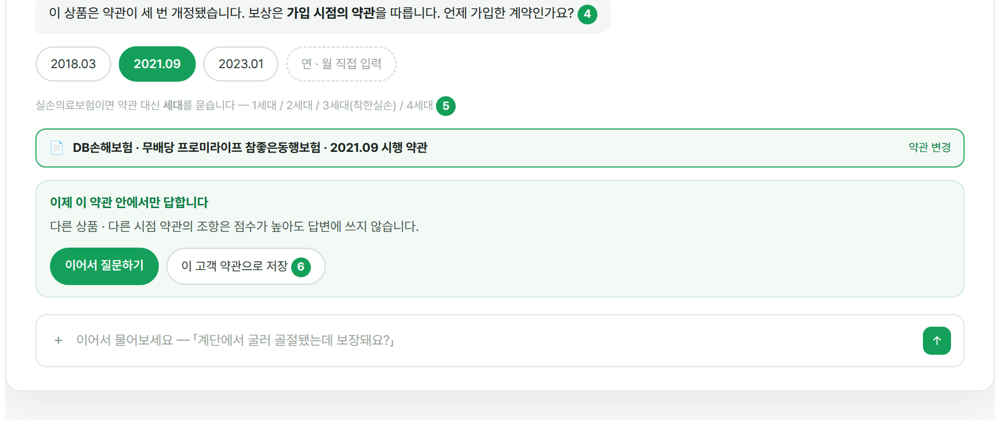 이 상품은 약관이 세 번 개정됐습니다. 보상은 가입 시점의 약관을 따릅니다. 언제 가입한 계약인가요? 4
2018.03 2021.09 2023.01 연 · 월 직접 입력
실손의료보험이면 약관 대신 세대를 묻습니다 — 1세대 / 2세대 / 3세대(착한실손) / 4세대 5
DB손해보험 · 무배당 프로미라이프 참좋은동행보험 · 2021.09 시행 약관 약관 변경
이제 이 약관 안에서만 답합니다
다른 상품 · 다른 시점 약관의 조항은 점수가 높아도 답변에 쓰지 않습니다.
이어서 질문하기 이 고객 약관으로 저장 6
+ 이어서 물어보세요 — 「계단에서 굴러 골절됐는데 보장돼요?」 ↑